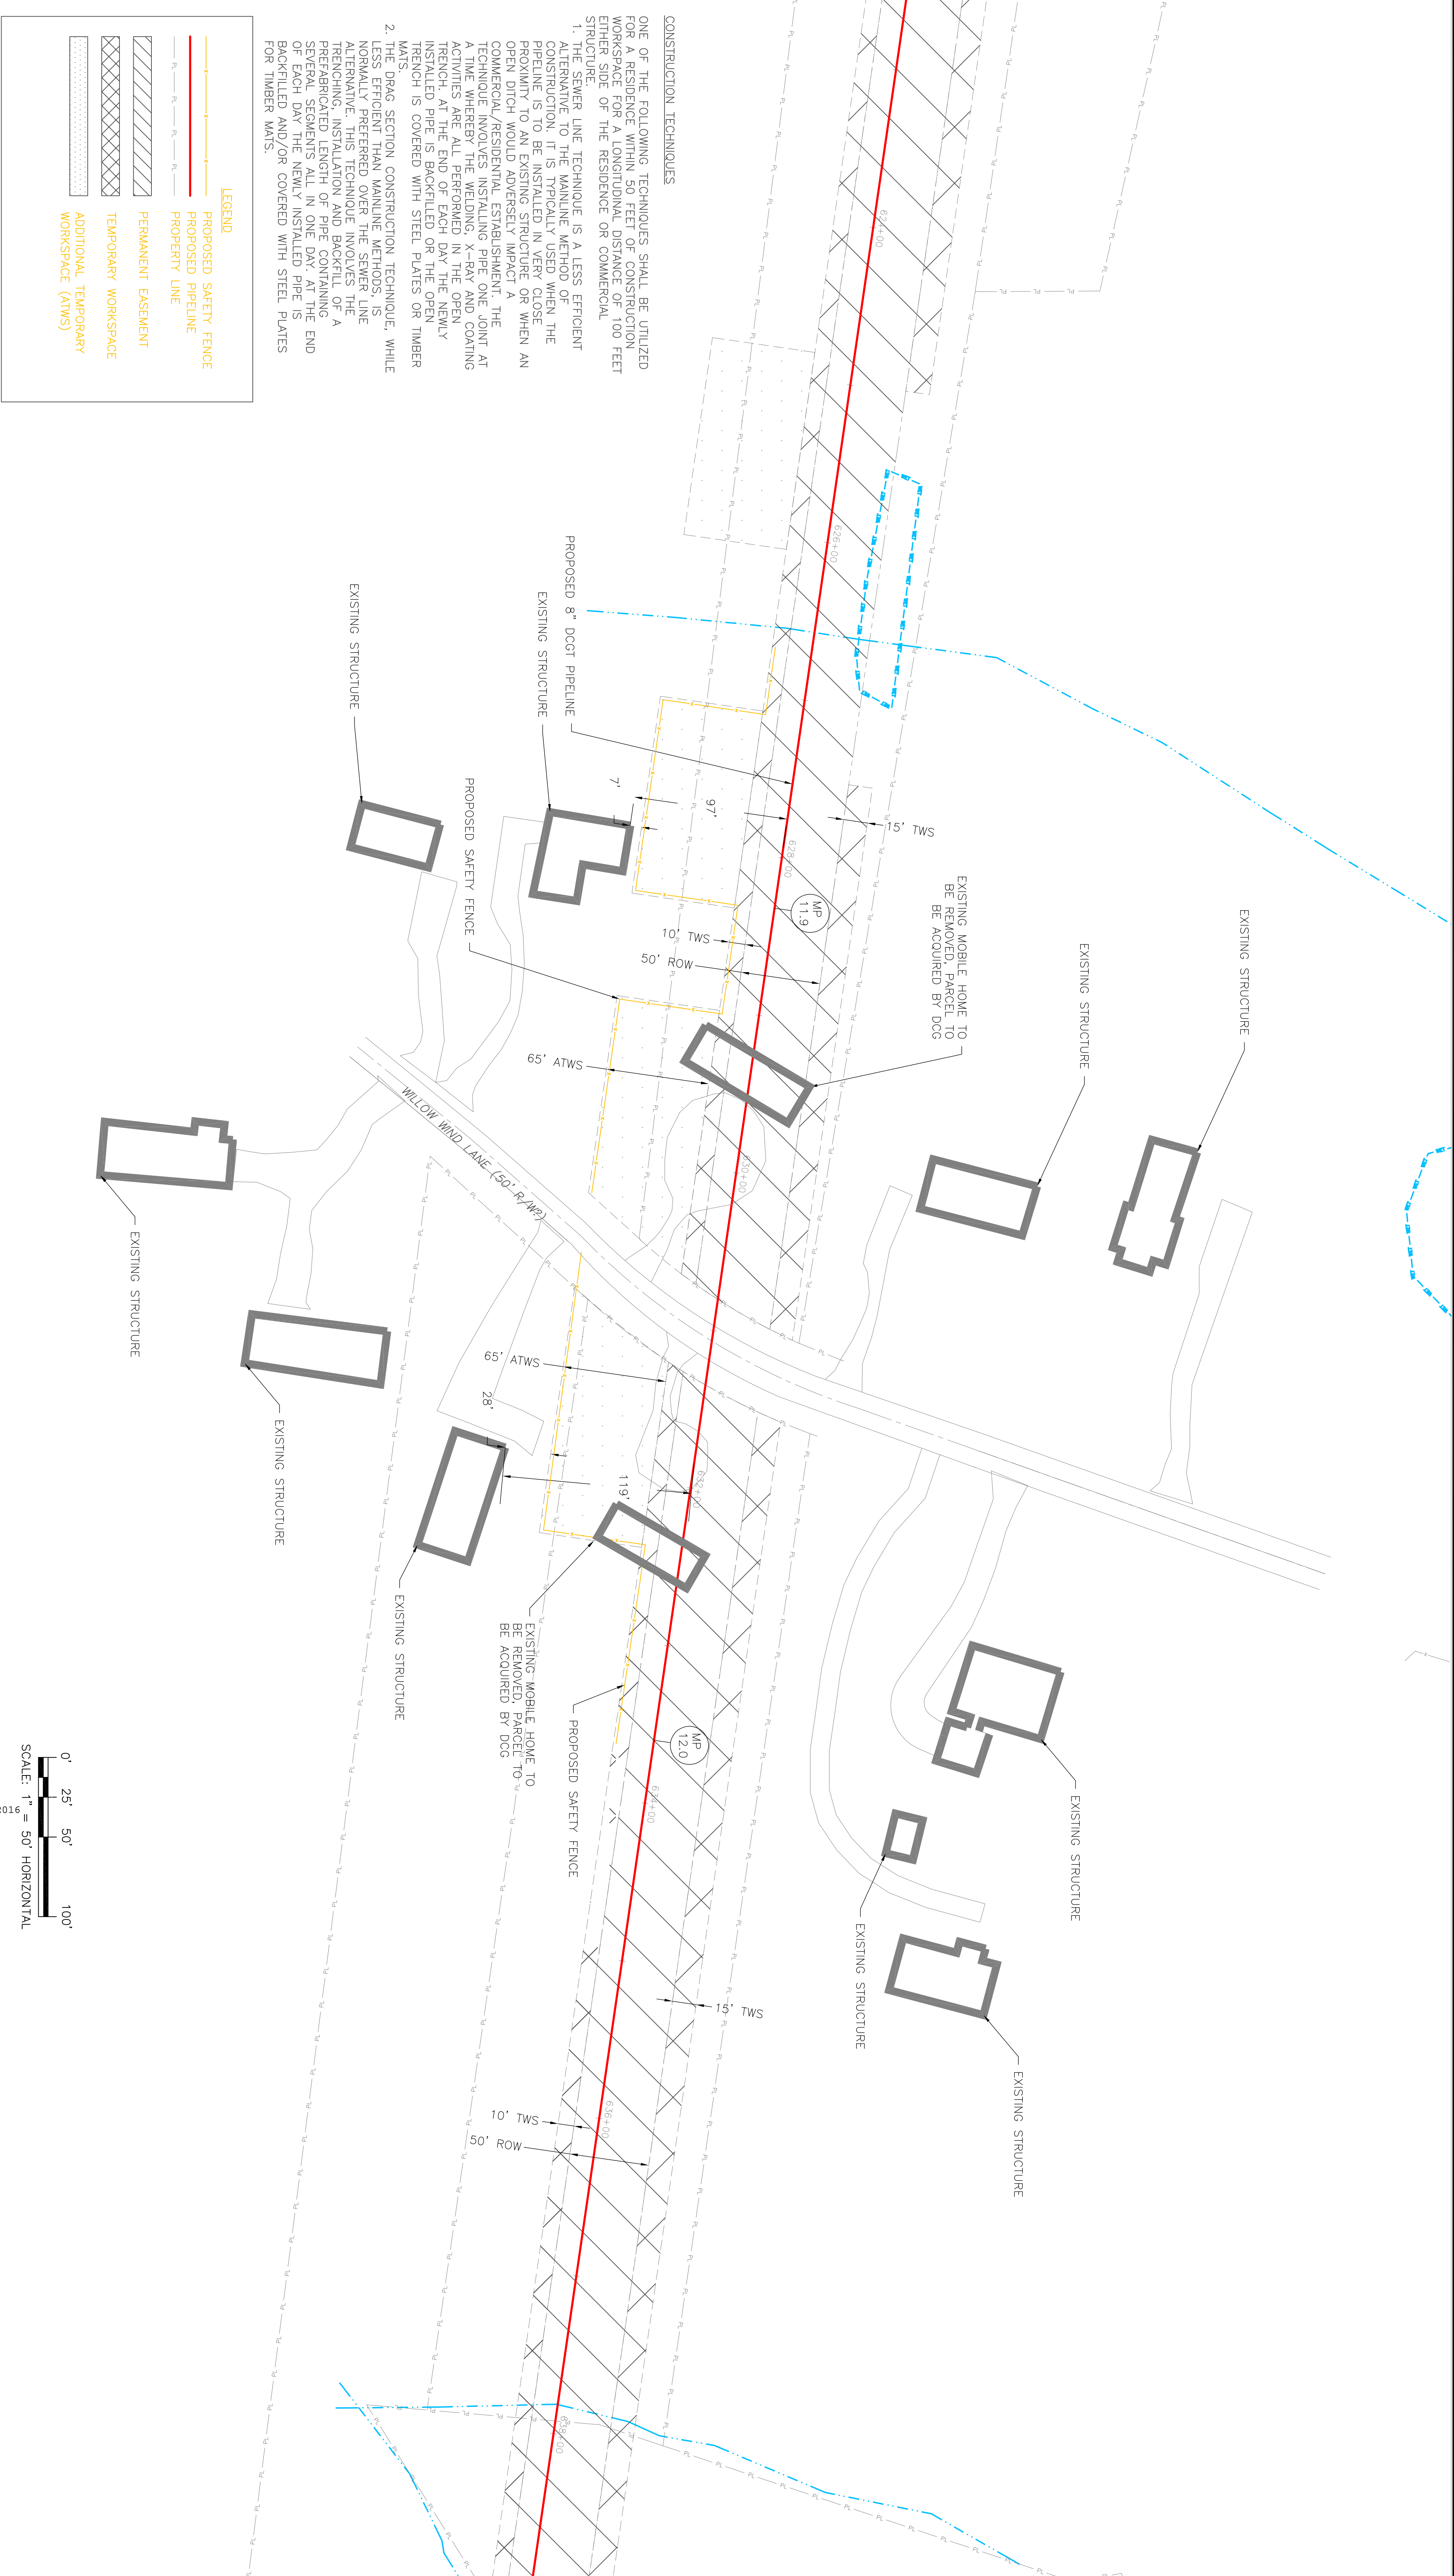 CONSTRUCTION TECHNIQUES
ONE OF THE FOLLOWING TECHNIQUES SHALL BE UTILIZED
FOR A RESIDENCE WITHIN 50 FEET OF CONSTRUCTION
WORKSPACE FOR A LONGITUDINAL DISTANCE OF 100 FEET
EITHER SIDE OF THE RESIDENCE OR COMMERCIAL
STRUCTURE.
1. THE SEWER LINE TECHNIQUE IS A LESS EFFICIENT
ALTERNATIVE TO THE MAINLINE METHOD OF
CONSTRUCTION. IT IS TYPICALLY USED WHEN THE
PIPELINE IS TO BE INSTALLED IN VERY CLOSE
PROXIMITY TO AN EXISTING STRUCTURE OR WHEN AN
OPEN DITCH WOULD ADVERSELY IMPACT A
COMMERCIAL/RESIDENTIAL ESTABLISHMENT. THE
TECHNIQUE INVOLVES INSTALLING PIPE ONE JOINT AT
A TIME WHEREBY THE WELDING, X-RAY AND COATING
ACTIVITIES ARE ALL PERFORMED IN THE OPEN
TRENCH. AT THE END OF EACH DAY THE NEWLY
INSTALLED PIPE IS BACKFILLED OR THE OPEN
TRENCH IS COVERED WITH STEEL PLATES OR TIMBER
MATS.
2. THE DRAG SECTION CONSTRUCTION TECHNIQUE, WHILE
LESS EFFICIENT THAN MAINLINE METHODS, IS
NORMALLY PREFERRED OVER THE SEWER LINE
ALTERNATIVE. THIS TECHNIQUE INVOLVES THE
TRENCHING, INSTALLATION AND BACKFILL OF A
PREFABRICATED LENGTH OF PIPE CONTAINING
SEVERAL SEGMENTS ALL IN ONE DAY. AT THE END
OF EACH DAY THE NEWLY INSTALLED PIPE IS
BACKFILLED AND/OR COVERED WITH STEEL PLATES
FOR TIMBER MATS.
LEGEND
PROPOSED SAFETY FENCE
PROPOSED PIPELINE
PL PL PL PROPERTY LINE
PERMANENT EASEMENT
TEMPORARY WORKSPACE
ADDITIONAL TEMPORARY
WORKSPACE (ATWS)
624+00
626+00
628+00
630+00
632+00
634+00
636+00
638+00
MP
11.9
MP
12.0
PROPOSED 8" DCGT PIPELINE
EXISTING STRUCTURE
EXISTING STRUCTURE
7'
97'
15' TWS
PROPOSED SAFETY FENCE
10' TWS
50' ROW
EXISTING MOBILE HOME TO
BE REMOVED, PARCEL TO
BE ACQUIRED BY DCG
EXISTING STRUCTURE
EXISTING STRUCTURE
65' ATWS
WILLOW WIND LANE (50' R/W?)
EXISTING STRUCTURE
EXISTING STRUCTURE
65' ATWS
28'
119'
EXISTING STRUCTURE
EXISTING MOBILE HOME TO
BE REMOVED, PARCEL TO
BE ACQUIRED BY DCG
PROPOSED SAFETY FENCE
EXISTING STRUCTURE
EXISTING STRUCTURE
EXISTING STRUCTURE
15' TWS
10' TWS
50' ROW
0' 25' 50' 100'
SCALE: 1" = 50' HORIZONTAL